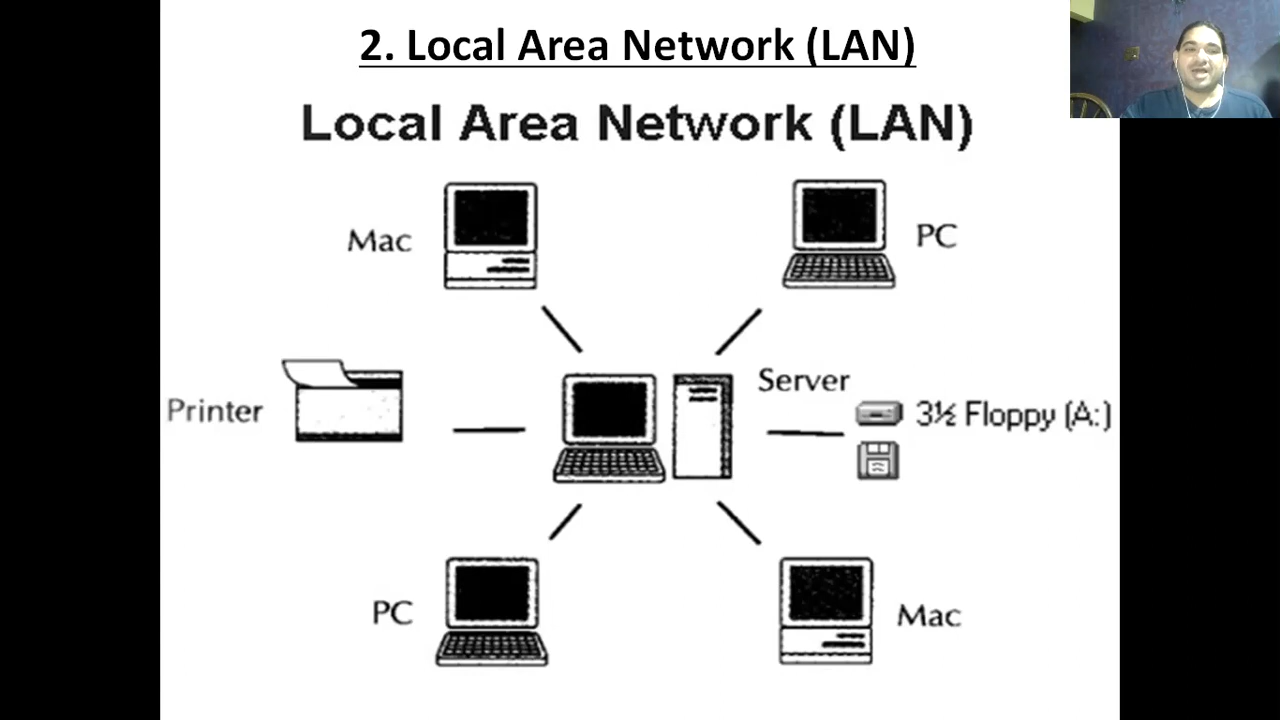 2. Local Area Network (LAN)
Local Area Network (LAN)
Mac
PC
Printer
Server
3½ Floppy (A:)
PC
Mac